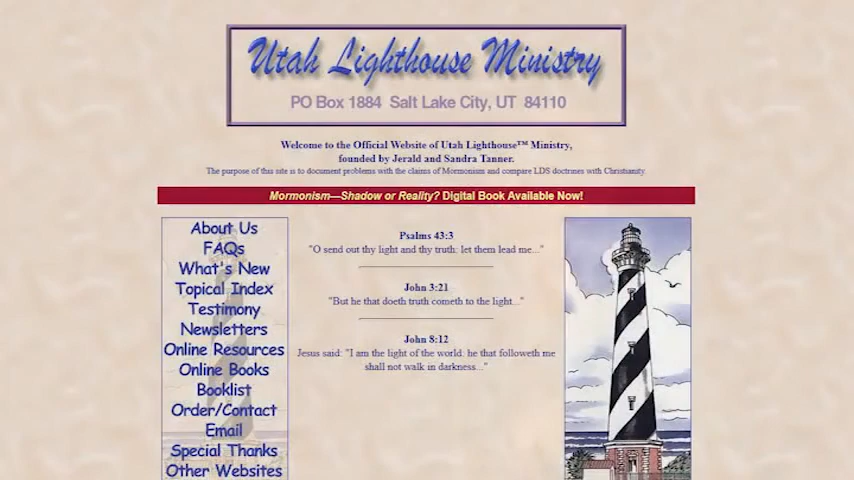 Utah Lighthouse Ministry
PO Box 1884 Salt Lake City, UT 84110
Welcome to the Official Website of Utah Lighthouse™ Ministry,
founded by Jerald and Sandra Tanner.
The purpose of this site is to document problems with the claims of Mormonism and compare LDS doctrines with Christianity.
Mormonism—Shadow or Reality? Digital Book Available Now!
About Us
FAQs
What's New
Topical Index
Testimony
Newsletters
Online Resources
Online Books
Booklist
Order/Contact
Email
Special Thanks
Other Websites
Psalms 43:3
"O send out thy light and thy truth: let them lead me..."
John 3:21
"But he that doeth truth cometh to the light..."
John 8:12
Jesus said: "I am the light of the world: he that followeth me
shall not walk in darkness..."